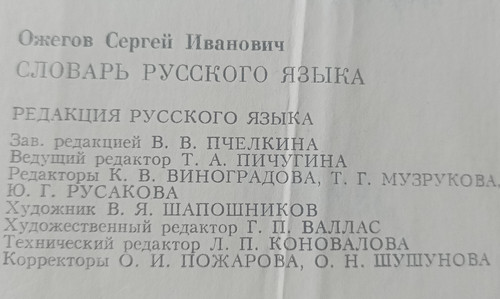 Ожегов Сергей Иванович
СЛОВАРЬ РУССКОГО ЯЗЫКА
РЕДАКЦИЯ РУССКОГО ЯЗЫКА
Зав. редакцией В. В. ПЧЕЛКИНА
Ведущий редактор Т. А. ПИЧУГИНА
Редакторы К. В. ВИНОГРАДОВА, Т. Г. МУЗРУКОВА,
Ю. Г. РУСАКОВА
Художник В. Я. ШАПОШНИКОВ
Художественный редактор Г. П. ВАЛЛАС
Технический редактор Л. П. КОНОВАЛОВА
Корректоры О. И. ПОЖАРОВА, О. Н. ШУШУНОВА